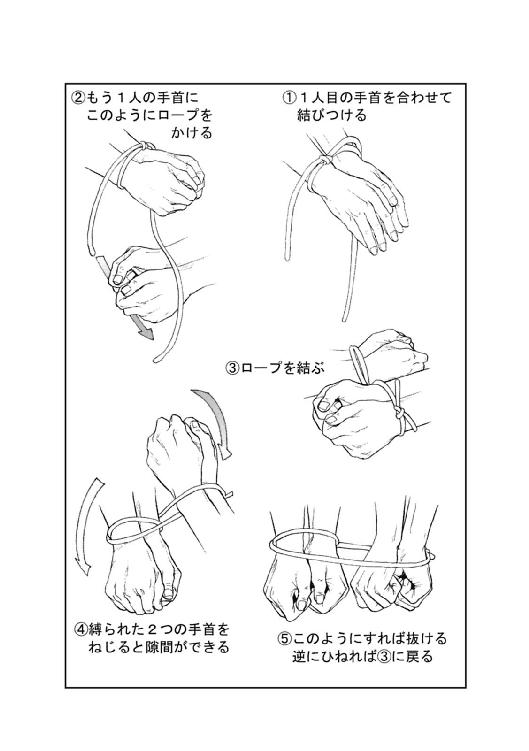 ①１人目の手首を合わせて
結びつける
②もう１人の手首に
このようにロープを
かける
③ロープを結ぶ
④縛られた２つの手首を
ねじると隙間ができる
⑤このようにすれば抜ける
逆にひねれば③に戻る